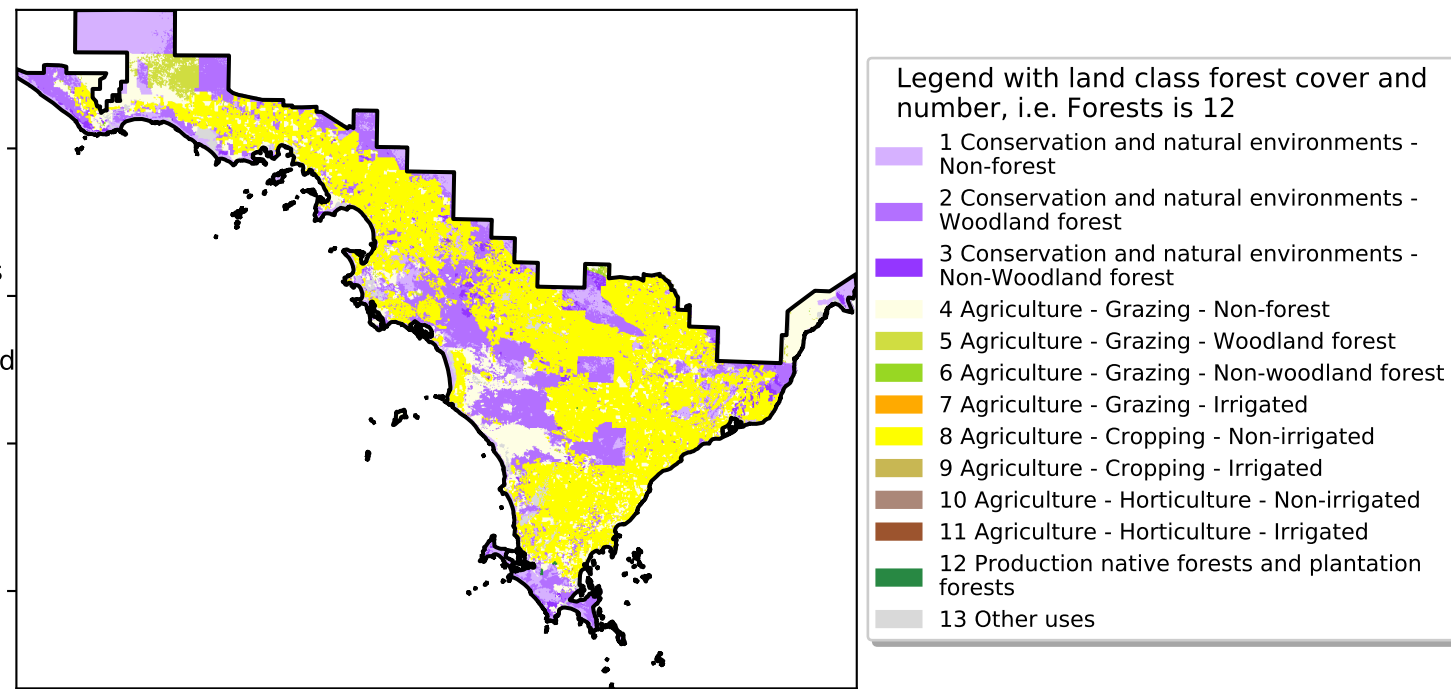 Legend with land class forest cover and
number, i.e. Forests is 12
1 Conservation and natural environments -
Non-forest
2 Conservation and natural environments -
Woodland forest
3 Conservation and natural environments -
Non-Woodland forest
4 Agriculture - Grazing - Non-forest
5 Agriculture - Grazing - Woodland forest
6 Agriculture - Grazing - Non-woodland forest
7 Agriculture - Grazing - Irrigated
8 Agriculture - Cropping - Non-irrigated
9 Agriculture - Cropping - Irrigated
10 Agriculture - Horticulture - Non-irrigated
11 Agriculture - Horticulture - Irrigated
12 Production native forests and plantation
forests
13 Other uses
d